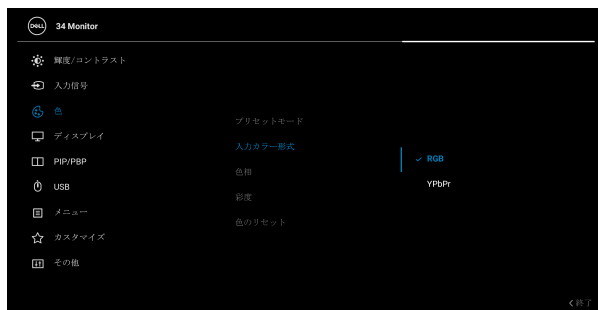 DELL
34 Monitor
輝度/コントラスト
入力信号
色
ディスプレイ
PIP/PBP
USB
メニュー
カスタマイズ
その他
プリセットモード
入力カラー形式
色相
彩度
色のリセット
RGB
YPbPr
終了